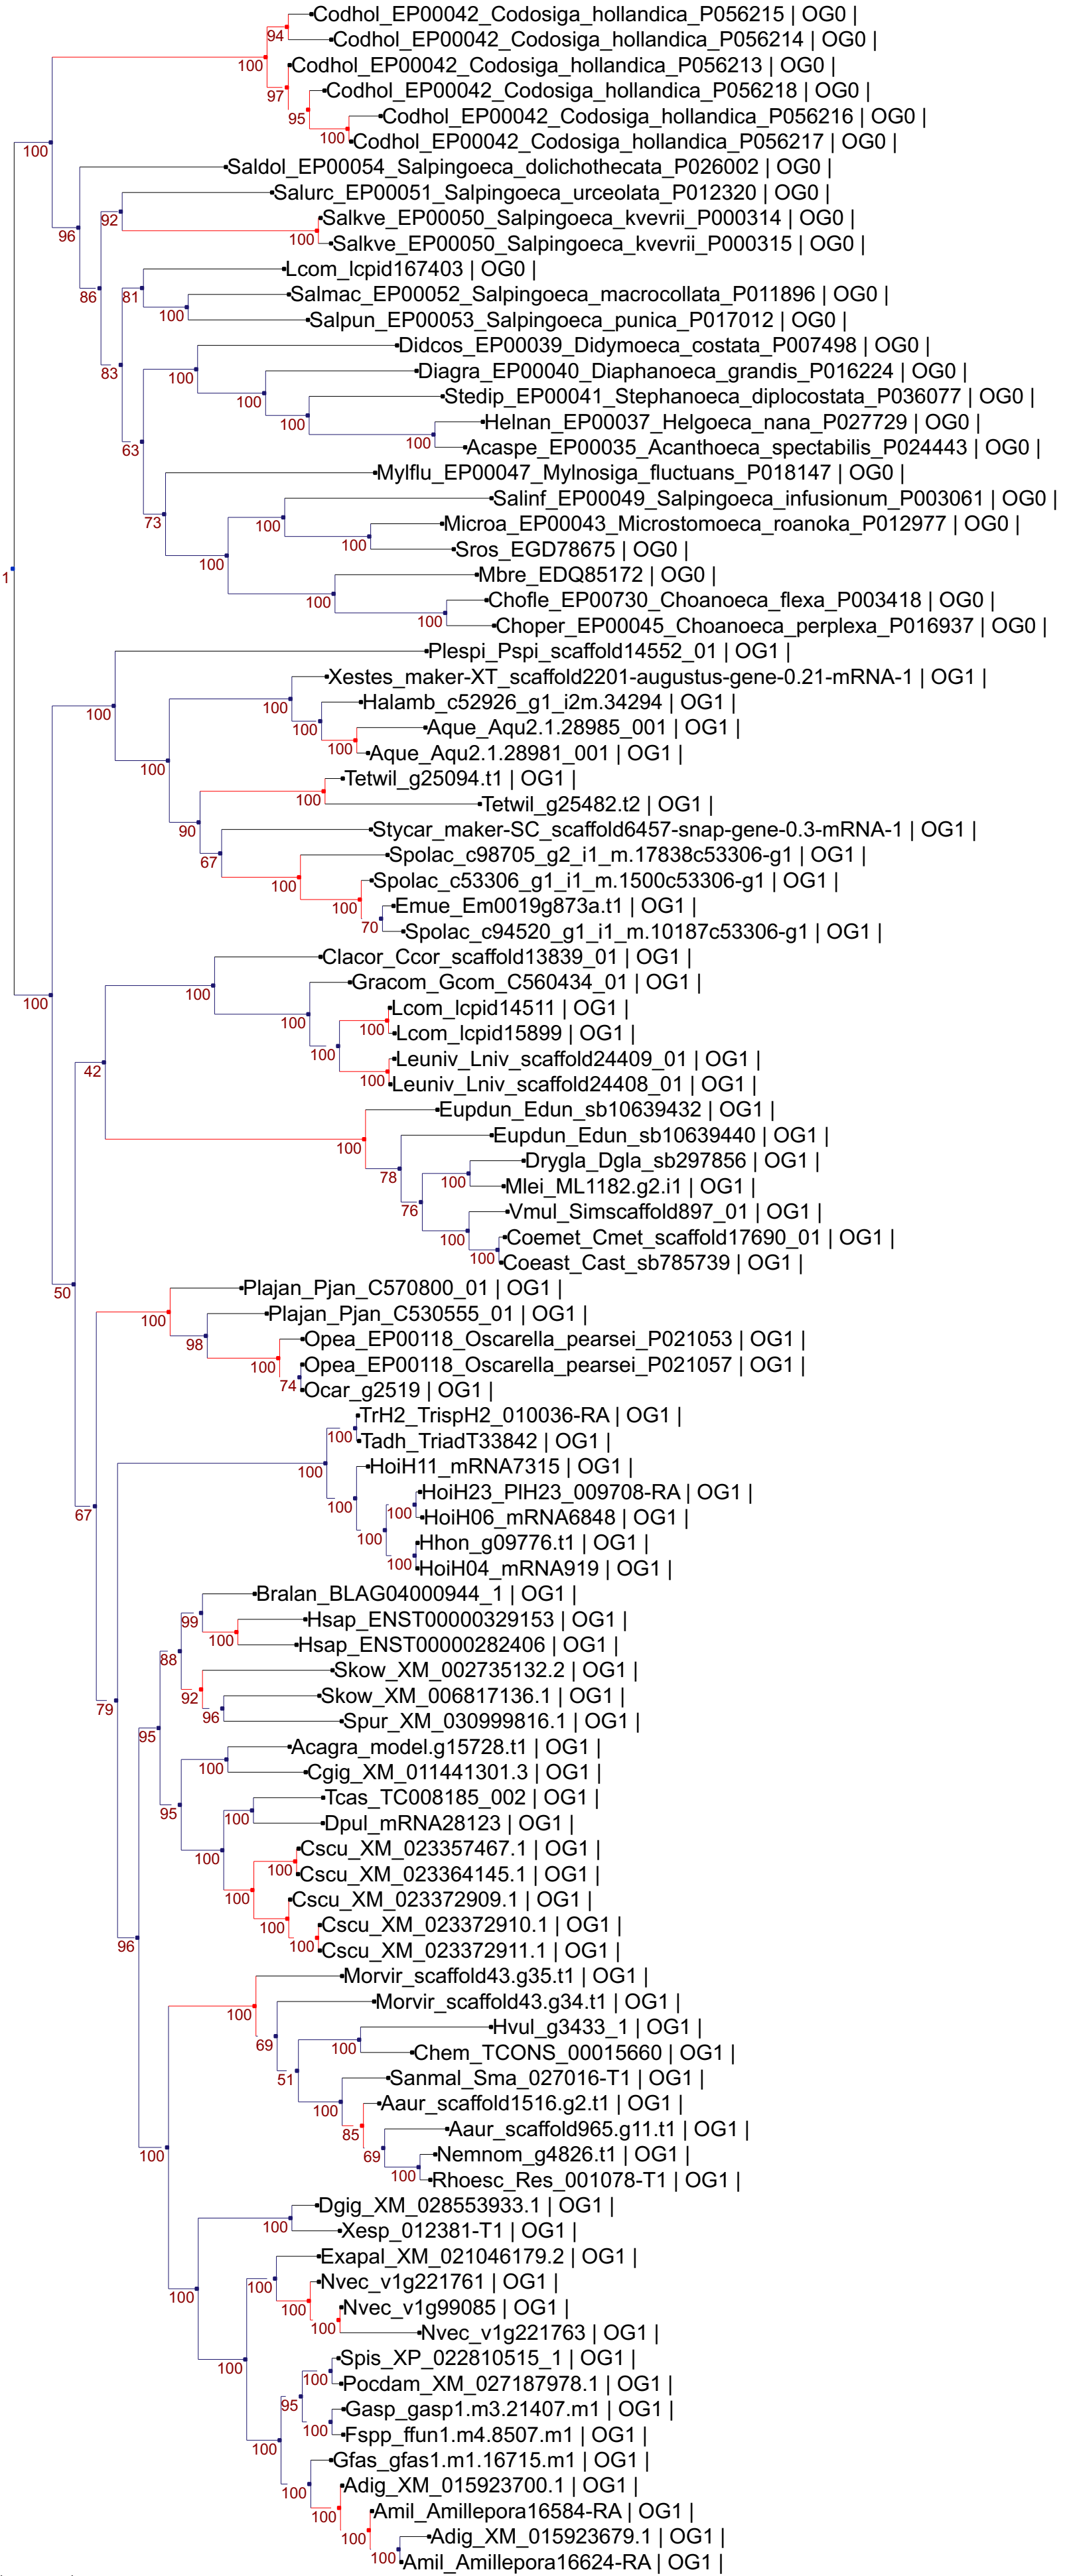 Codhol_EP00042_Codosiga_hollandica_P056215 | OG0 |
94
Codhol_EP00042_Codosiga_hollandica_P056214 | OG0 |
100
Codhol_EP00042_Codosiga_hollandica_P056213 | OG0 |
97
Codhol_EP00042_Codosiga_hollandica_P056218 | OG0 |
95
Codhol_EP00042_Codosiga_hollandica_P056216 | OG0 |
100
Codhol_EP00042_Codosiga_hollandica_P056217 | OG0 |
100
Saldol_EP00054_Salpingoeca_dolichothecata_P026002 | OG0 |
Salurc_EP00051_Salpingoeca_urceolata_P012320 | OG0 |
92
Salkve_EP00050_Salpingoeca_kvevrii_P000314 | OG0 |
96
100
Salkve_EP00050_Salpingoeca_kvevrii_P000315 | OG0 |
Lcom_lcpid167403 | OG0 |
86
81
Salmac_EP00052_Salpingoeca_macrocollata_P011896 | OG0 |
100
Salpun_EP00053_Salpingoeca_punica_P017012 | OG0 |
Didcos_EP00039_Didymoeca_costata_P007498 | OG0 |
83
100
Diagra_EP00040_Diaphanoeca_grandis_P016224 | OG0 |
100
Stedip_EP00041_Stephanoeca_diplocostata_P036077 | OG0 |
100
Helnan_EP00037_Helgoeca_nana_P027729 | OG0 |
63
100
Acaspe_EP00035_Acanthoeca_spectabilis_P024443 | OG0 |
Mylflu_EP00047_Mylnosiga_fluctuans_P018147 | OG0 |
Salinf_EP00049_Salpingoeca_infusionum_P003061 | OG0 |
73
100
Microa_EP00043_Microstomoeca_roanoka_P012977 | OG0 |
100
Sros_EGD78675 | OG0 |
100
1
Mbre_EDQ85172 | OG0 |
100
Chofle_EP00730_Choanoeca_flexa_P003418 | OG0 |
100
Choper_EP00045_Choanoeca_perplexa_P016937 | OG0 |
Plespi_Pspi_scaffold14552_01 | OG1 |
Xestes_maker-XT_scaffold2201-augustus-gene-0.21-mRNA-1 | OG1 |
100
100
Halamb_c52926_g1_i2m.34294 | OG1 |
100
Aque_Aqu2.1.28985_001 | OG1 |
100
Aque_Aqu2.1.28981_001 | OG1 |
100
Tetwil_g25094.t1 | OG1 |
100
Tetwil_g25482.t2 | OG1 |
90
Stycar_maker-SC_scaffold6457-snap-gene-0.3-mRNA-1 | OG1 |
67
Spolac_c98705_g2_i1_m.17838c53306-g1 | OG1 |
100
Spolac_c53306_g1_i1_m.1500c53306-g1 | OG1 |
100
Emue_Em0019g873a.t1 | OG1 |
70
Spolac_c94520_g1_i1_m.10187c53306-g1 | OG1 |
Clacor_Ccor_scaffold13839_01 | OG1 |
100
100
Gracom_Gcom_C560434_01 | OG1 |
Lcom_lcpid14511 | OG1 |
100
100
Lcom_lcpid15899 | OG1 |
100
Leuniv_Lniv_scaffold24409_01 | OG1 |
42
100
Leuniv_Lniv_scaffold24408_01 | OG1 |
Eupdun_Edun_sb10639432 | OG1 |
100
Eupdun_Edun_sb10639440 | OG1 |
78
Drygla_Dgla_sb297856 | OG1 |
100
Mlei_ML1182.g2.i1 | OG1 |
76
Vmul_Simscaffold897_01 | OG1 |
100
Coemet_Cmet_scaffold17690_01 | OG1 |
100
Coeast_Cast_sb785739 | OG1 |
50
Plajan_Pjan_C570800_01 | OG1 |
100
Plajan_Pjan_C530555_01 | OG1 |
98
Opea_EP00118_Oscarella_pearsei_P021053 | OG1 |
100
Opea_EP00118_Oscarella_pearsei_P021057 | OG1 |
74
Ocar_g2519 | OG1 |
TrH2_TrispH2_010036-RA | OG1 |
100
Tadh_TriadT33842 | OG1 |
100
HoiH11_mRNA7315 | OG1 |
HoiH23_PlH23_009708-RA | OG1 |
100
100
67
HoiH06_mRNA6848 | OG1 |
100
Hhon_g09776.t1 | OG1 |
100
HoiH04_mRNA919 | OG1 |
Bralan_BLAG04000944_1 | OG1 |
99
Hsap_ENST00000329153 | OG1 |
100
Hsap_ENST00000282406 | OG1 |
88
Skow_XM_002735132.2 | OG1 |
92
Skow_XM_006817136.1 | OG1 |
79
96
Spur_XM_030999816.1 | OG1 |
95
Acagra_model.g15728.t1 | OG1 |
100
Cgig_XM_011441301.3 | OG1 |
Tcas_TC008185_002 | OG1 |
95
100
Dpul_mRNA28123 | OG1 |
Cscu_XM_023357467.1 | OG1 |
100
100
Cscu_XM_023364145.1 | OG1 |
100
Cscu_XM_023372909.1 | OG1 |
100
Cscu_XM_023372910.1 | OG1 |
96
100
Cscu_XM_023372911.1 | OG1 |
Morvir_scaffold43.g35.t1 | OG1 |
100
Morvir_scaffold43.g34.t1 | OG1 |
Hvul_g3433_1 | OG1 |
69
100
Chem_TCONS_00015660 | OG1 |
51
Sanmal_Sma_027016-T1 | OG1 |
100
Aaur_scaffold1516.g2.t1 | OG1 |
85
Aaur_scaffold965.g11.t1 | OG1 |
69
100
Nemnom_g4826.t1 | OG1 |
100
Rhoesc_Res_001078-T1 | OG1 |
Dgig_XM_028553933.1 | OG1 |
100
Xesp_012381-T1 | OG1 |
Exapal_XM_021046179.2 | OG1 |
100
100
Nvec_v1g221761 | OG1 |
100
Nvec_v1g99085 | OG1 |
100
Nvec_v1g221763 | OG1 |
Spis_XP_022810515_1 | OG1 |
100
100
Pocdam_XM_027187978.1 | OG1 |
95
Gasp_gasp1.m3.21407.m1 | OG1 |
100
Fspp_ffun1.m4.8507.m1 | OG1 |
100
Gfas_gfas1.m1.16715.m1 | OG1 |
100
Adig_XM_015923700.1 | OG1 |
100
Amil_Amillepora16584-RA | OG1 |
100
Adig_XM_015923679.1 | OG1 |
100
Amil_Amillepora16624-RA | OG1 |